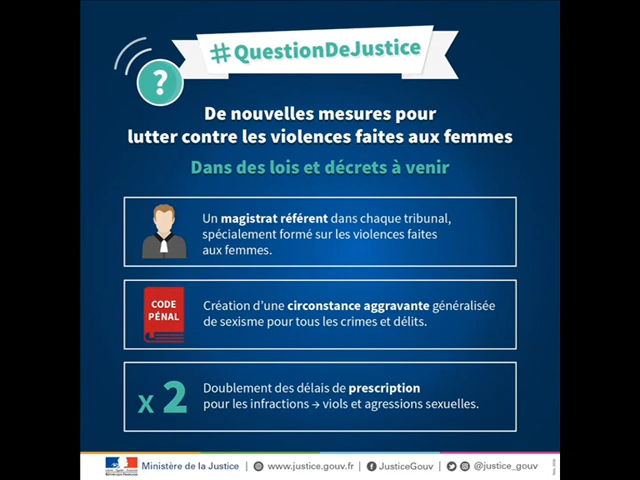 #QuestionDeJustice
?
De nouvelles mesures pour
lutter contre les violences faites aux femmes
Dans des lois et décrets à venir
Un magistrat référent dans chaque tribunal,
spécialement formé sur les violences faites
aux femmes.
CODE
PÉNAL
Création d'une circonstance aggravante généralisée
de sexisme pour tous les crimes et délits.
x 2
Doublement des délais de prescription
pour les infractions → viols et agressions sexuelles.
Ministère de la Justice | www.justice.gouv.fr | JusticeGouv | @justice_gouv